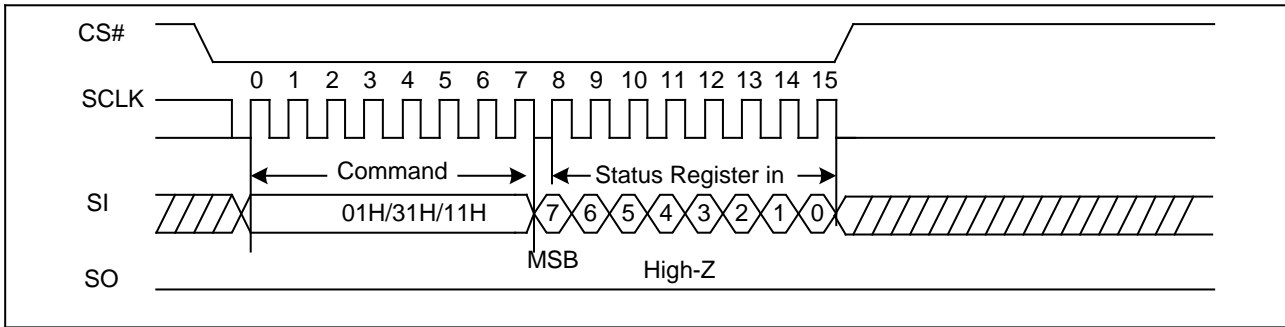 CS#
0 1 2 3 4 5 6 7 8 9 10 11 12 13 14 15
SCLK
Command
Status Register in
SI
01H/31H/11H
7 6 5 4 3 2 1 0
MSB
High-Z
SO